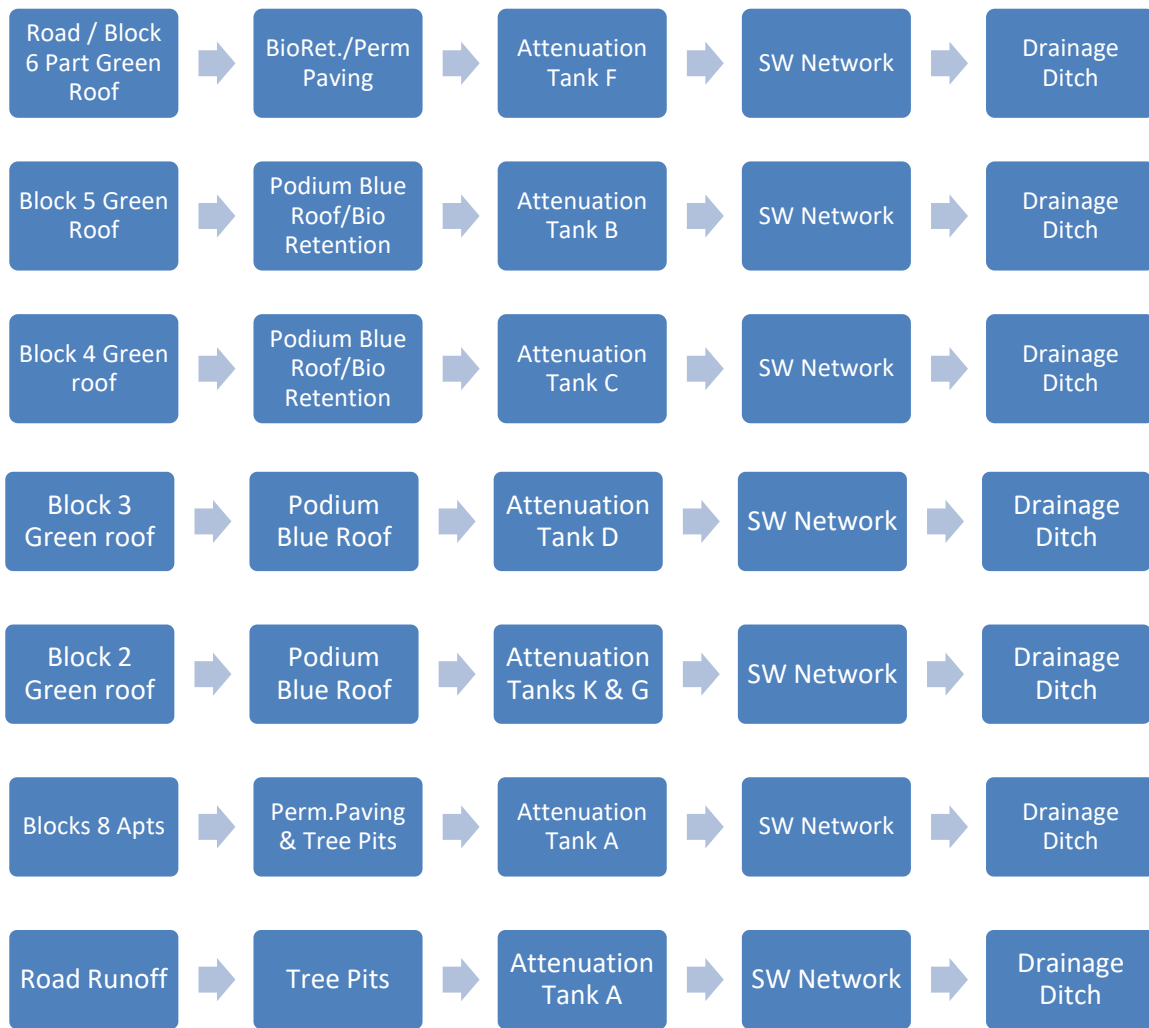 Road / Block
6 Part Green
Roof
BioRet./Perm
Paving
Attenuation
Tank F
SW Network
Drainage
Ditch
Block 5 Green
Roof
Podium Blue
Roof/Bio
Retention
Attenuation
Tank B
SW Network
Drainage
Ditch
Block 4 Green
roof
Podium Blue
Roof/Bio
Retention
Attenuation
Tank C
SW Network
Drainage
Ditch
Block 3
Green roof
Podium
Blue Roof
Attenuation
Tank D
SW Network
Drainage
Ditch
Block 2
Green roof
Podium
Blue Roof
Attenuation
Tanks K & G
SW Network
Drainage
Ditch
Blocks 8 Apts
Perm.Paving
& Tree Pits
Attenuation
Tank A
SW Network
Drainage
Ditch
Road Runoff
Tree Pits
Attenuation
Tank A
SW Network
Drainage
Ditch